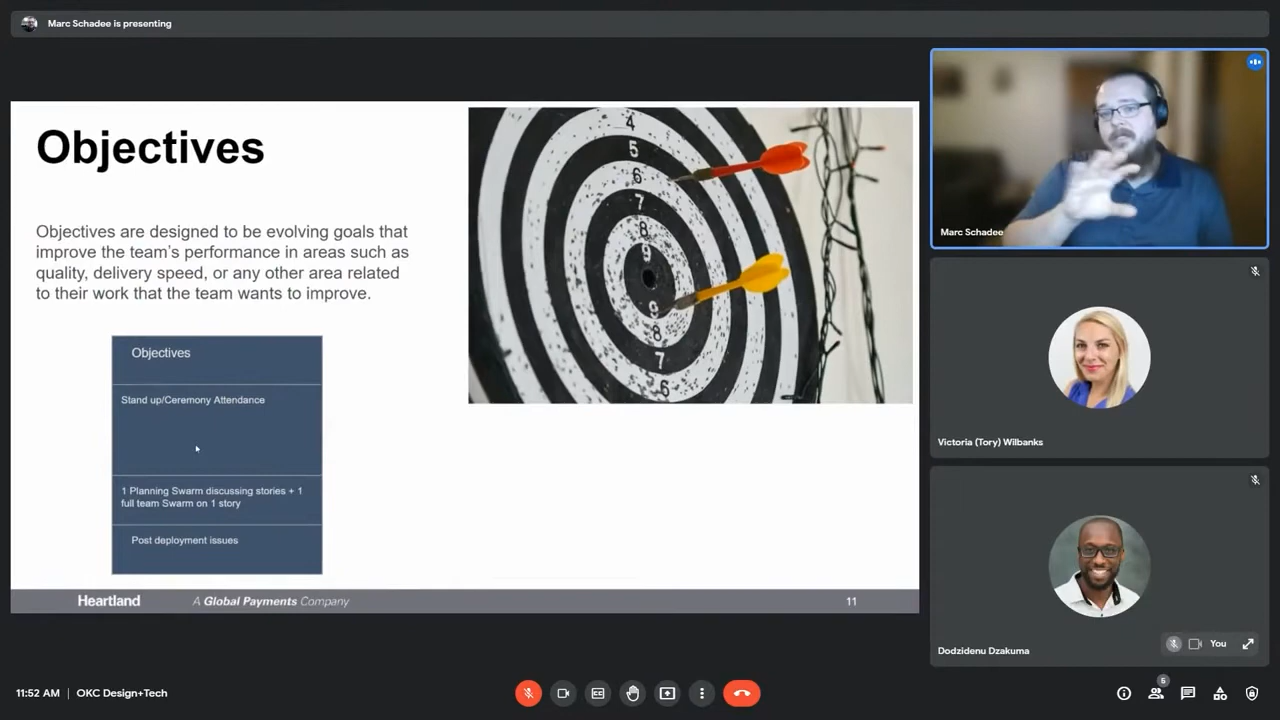 Marc Schadee is presenting
Objectives
Objectives are designed to be evolving goals that
improve the team's performance in areas such as
quality, delivery speed, or any other area related
to their work that the team wants to improve.
Objectives
Stand up/Ceremony Attendance
1 Planning Swarm discussing stories + 1
full team Swarm on 1 story
Post deployment issues
4
5
6
7
8
9
9
8
7
6
Heartland
A Global Payments Company
11
Marc Schadee
Victoria (Tory) Wilbanks
Dodzidenu Dzakuma
You
11:52 AM | OKC Design+Tech
CC
6